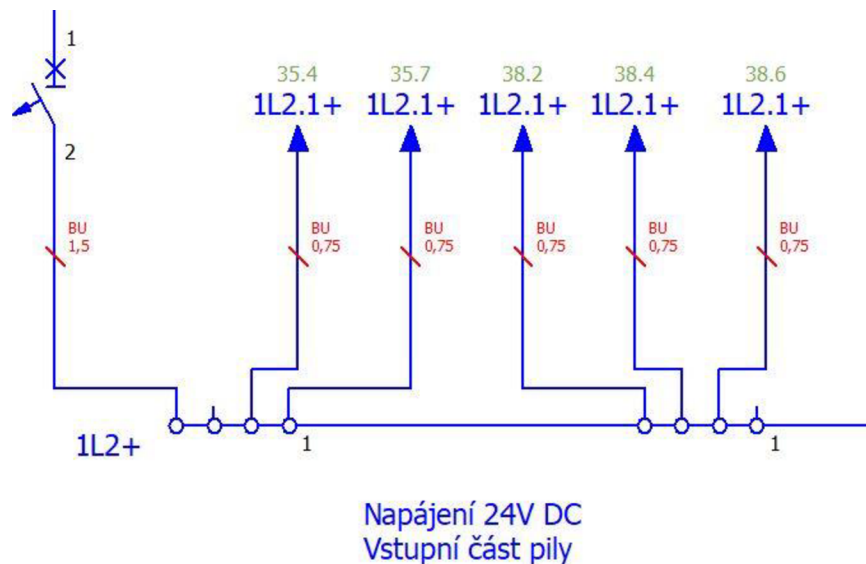 1
35.4 35.7 38.2 38.4 38.6
1L2.1+ 1L2.1+ 1L2.1+ 1L2.1+ 1L2.1+
2
BU BU BU BU BU BU
1,5 0,75 0,75 0,75 0,75 0,75
1L2+ 1 1
Napájení 24V DC
Vstupní část pily